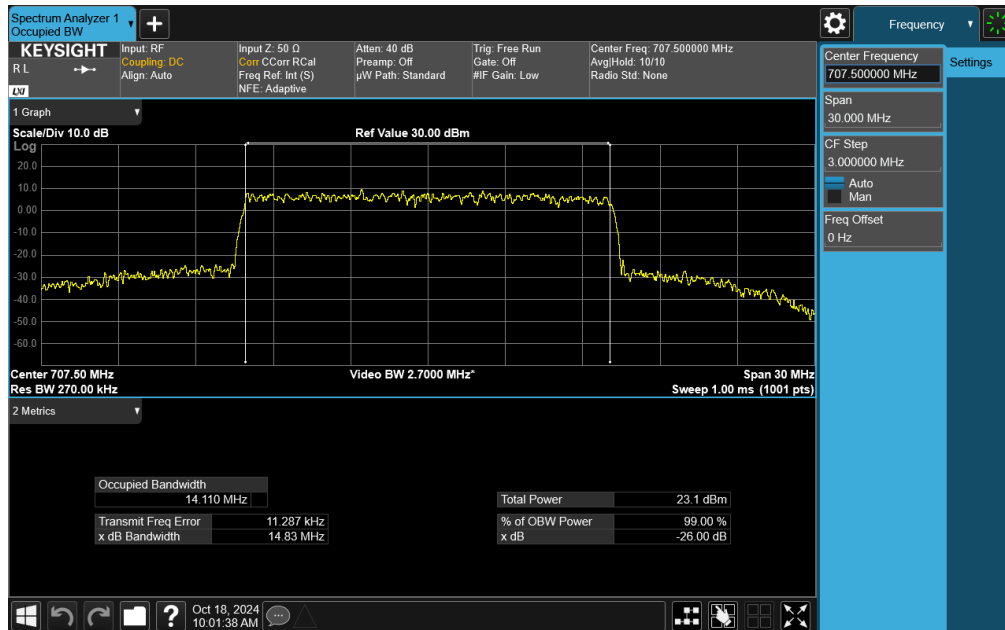 Spectrum Analyzer 1
Occupied BW
Frequency
KEYSIGHT
R L
LXI
Input: RF
Coupling: DC
Align: Auto
Input Z: 50 Ω
Corr CCorr RCal
Freq Ref: Int (S)
NFE: Adaptive
Atten: 40 dB
Preamp: Off
µW Path: Standard
Trig: Free Run
Gate: Off
#IF Gain: Low
Center Freq: 707.500000 MHz
Avg|Hold: 10/10
Radio Std: None
Center Frequency
707.500000 MHz
Settings
Span
30.000 MHz
CF Step
3.000000 MHz
Auto
Man
Freq Offset
0 Hz
1 Graph
Scale/Div 10.0 dB
Ref Value 30.00 dBm
Log
20.0
10.0
0.00
-10.0
-20.0
-30.0
-40.0
-50.0
-60.0
Center 707.50 MHz
Video BW 2.7000 MHz*
Span 30 MHz
Res BW 270.00 kHz
Sweep 1.00 ms (1001 pts)
2 Metrics
Occupied Bandwidth
14.110 MHz
Total Power 23.1 dBm
Transmit Freq Error 11.287 kHz
% of OBW Power 99.00 %
x dB Bandwidth 14.83 MHz
x dB -26.00 dB
?
Oct 18, 2024
10:01:38 AM